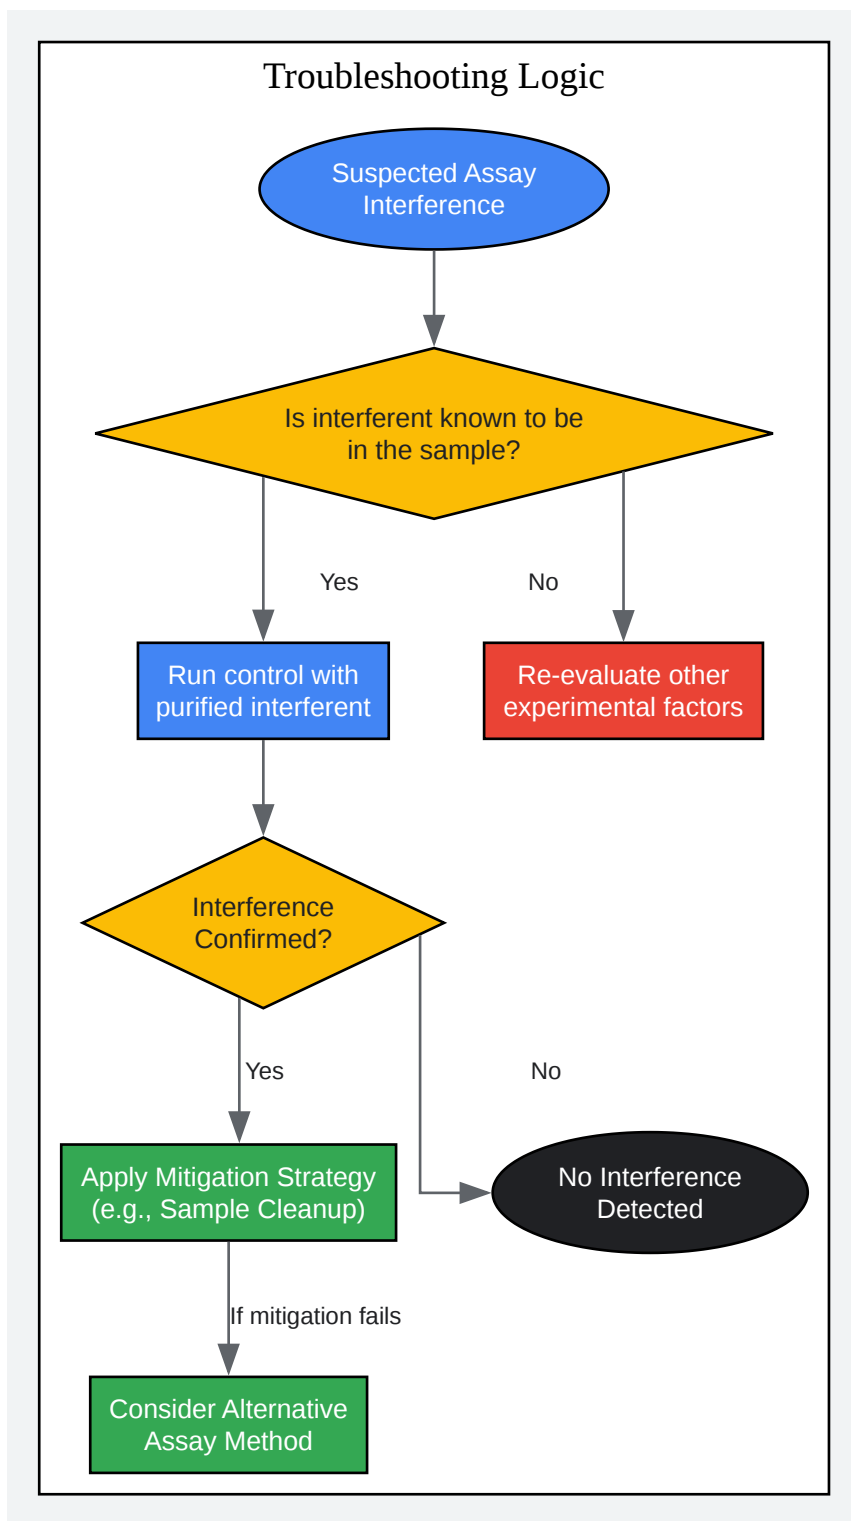 Troubleshooting Logic
Suspected Assay
Interference
Is interferent known to be
in the sample?
Yes
No
Run control with
purified interferent
Re-evaluate other
experimental factors
Interference
Confirmed?
Yes
No
Apply Mitigation Strategy
(e.g., Sample Cleanup)
No Interference
Detected
If mitigation fails
Consider Alternative
Assay Method